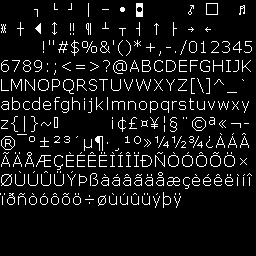 ┐ └ ┘ │ ─ • ◘ ♂ □ ♬
☼ ┼ ◄ ↕ ‼ ¶ ┴ ┬ ┤ ↑ ├ → ←
!"#$%&'()*+,-./012345
6789:;<=>?@ABCDEFGHIJK
LMNOPQRSTUVWXYZ[\]^_`
abcdefghijklmnopqrstuvwxy
z{|}~▯ ¡¢£¤¥¦§¨©ª«¬-
®¯°±²³´µ¶·¸¹º»¼½¾¿ÀÁÂ
ÃÄÅÆÇÈÉÊËÌÍÎÏÐÑÒÓÔÕÖ×
ØÙÚÛÜÝÞßàáâãäåæçèéêëìíî
ïðñòóôõö÷øùúûüýþÿ